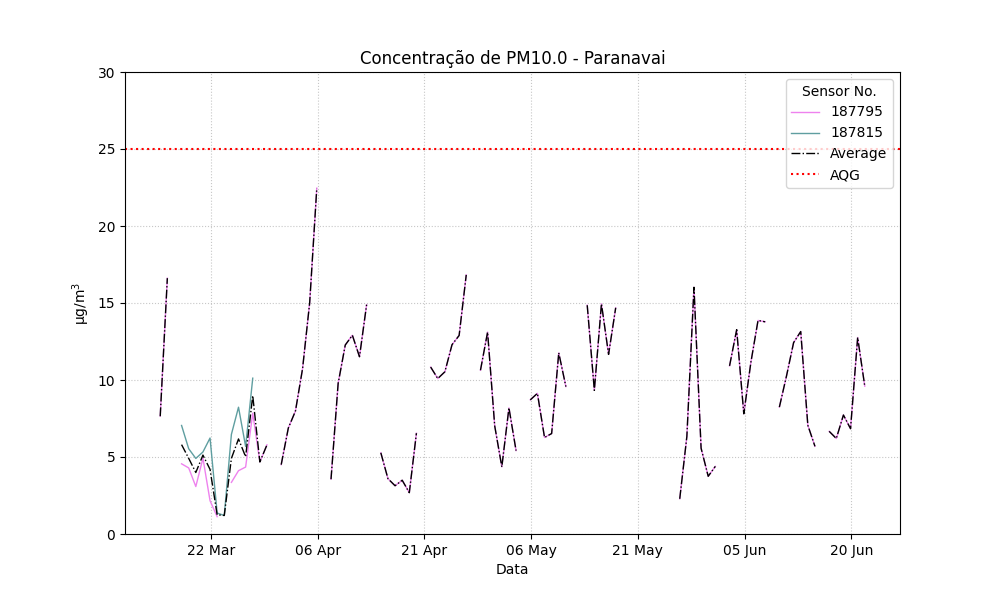 Concentração de PM10.0 - Paranavai
30
25
20
15
10
5
0
µg/m³
22 Mar
06 Apr
21 Apr
06 May
21 May
05 Jun
20 Jun
Data
Sensor No.
187795
187815
Average
AQG